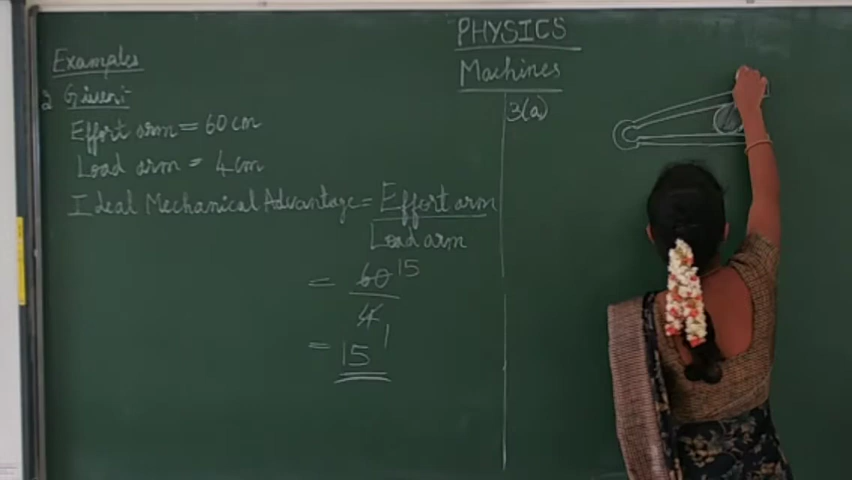 PHYSICS
Machines
Examples
2 Given:-
Effort arm = 60 cm
Load arm = 4 cm
Ideal Mechanical Advantage = Effort arm
Load arm
= 60 15
4 1
= 15
3(a)